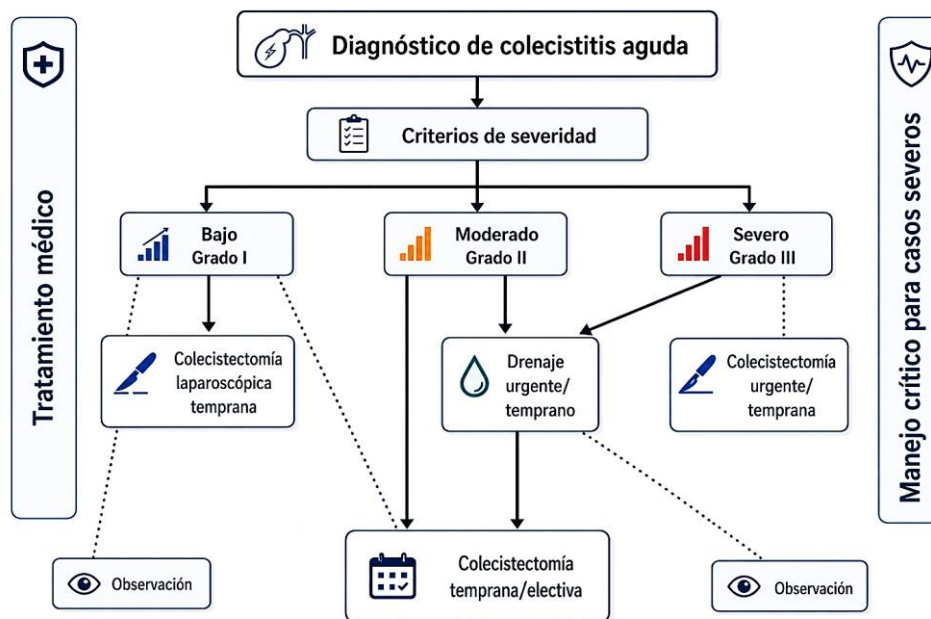 Diagnóstico de colecistitis aguda
Criterios de severidad
Tratamiento médico
Manejo crítico para casos severos
Bajo
Grado I
Moderado
Grado II
Severo
Grado III
Colecistectomía
laparoscópica
temprana
Drenaje
urgente/
temprano
Colecistectomía
urgente/
temprana
Observación
Colecistectomía
temprana/electiva
Observación